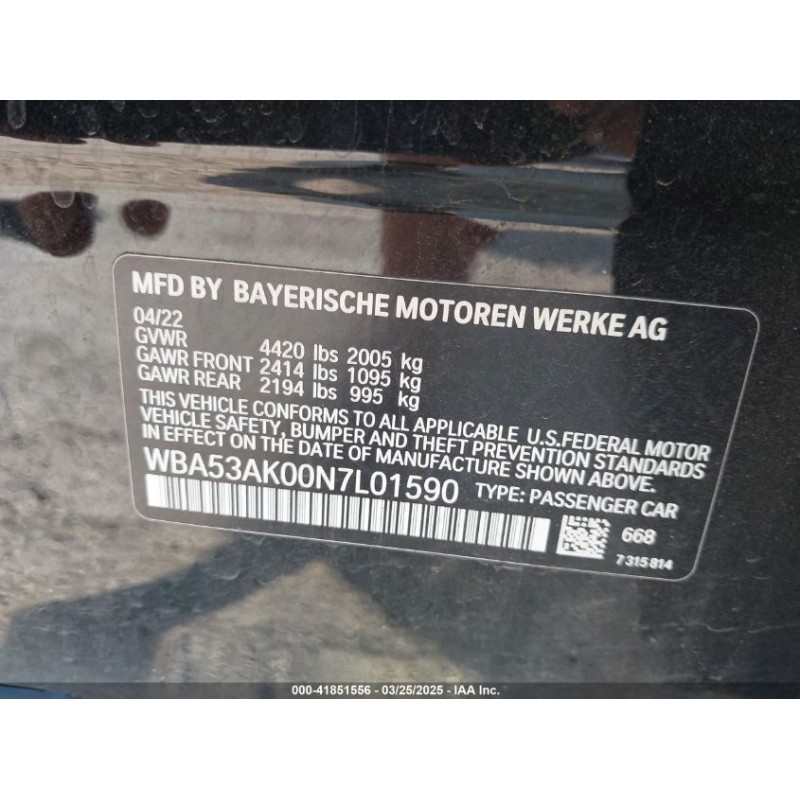 MFD BY BAYERISCHE MOTOREN WERKE AG
04/22
GVWR 4420 lbs 2005 kg
GAWR FRONT 2414 lbs 1095 kg
GAWR REAR 2194 lbs 995 kg
THIS VEHICLE CONFORMS TO ALL APPLICABLE U.S.FEDERAL MOTOR
VEHICLE SAFETY, BUMPER AND THEFT PREVENTION STANDARDS
IN EFFECT ON THE DATE OF MANUFACTURE SHOWN ABOVE.
WBA53AK00N7L01590 TYPE: PASSENGER CAR
668
7 315 814
000-41851556 - 03/25/2025 - IAA Inc.